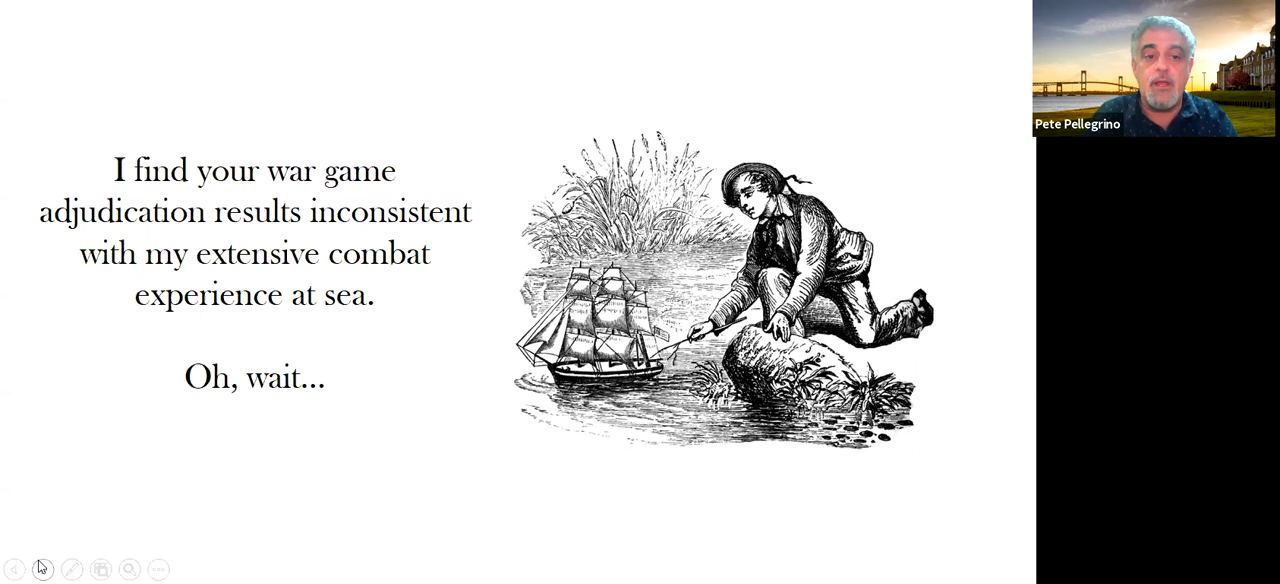 I find your war game
adjudication results inconsistent
with my extensive combat
experience at sea.
Oh, wait...
Pete Pellegrino